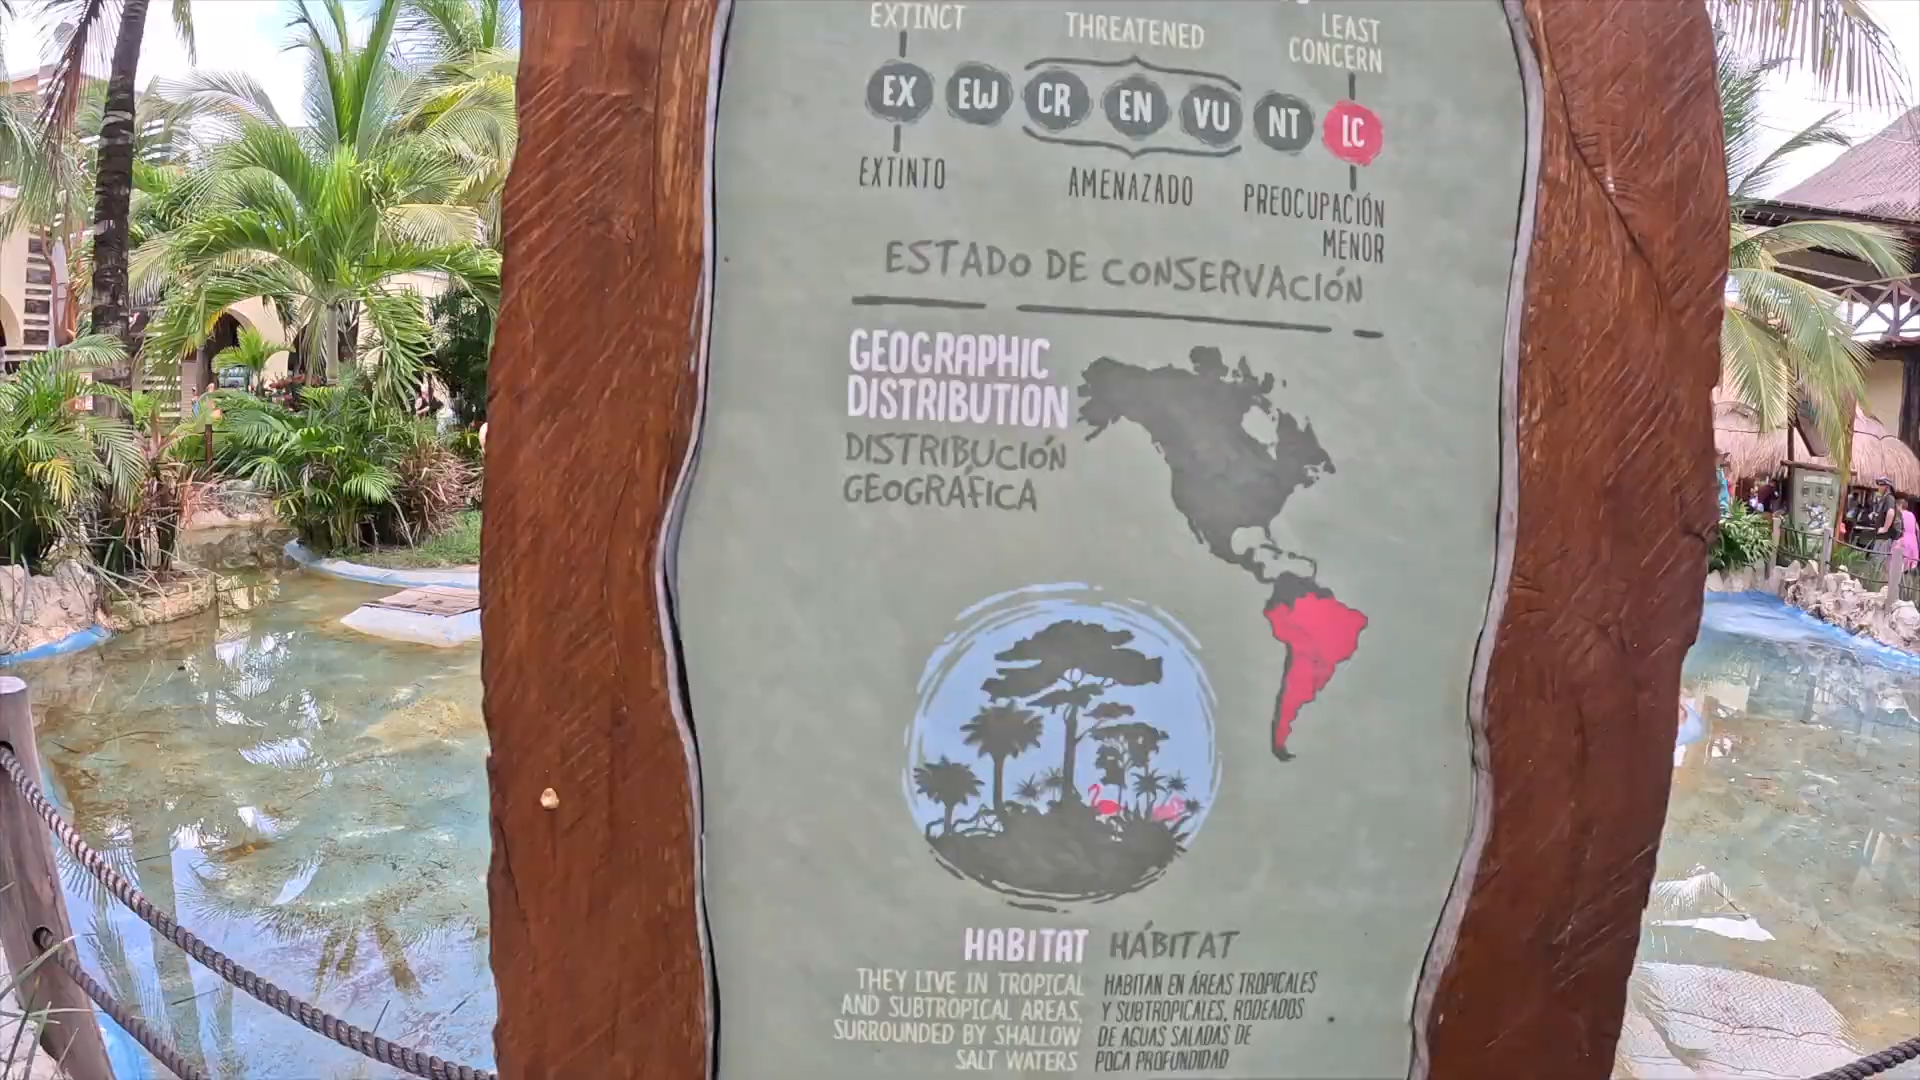 EXTINCT
THREATENED
LEAST
CONCERN
EX EW CR EN VU NT LC
EXTINTO
AMENAZADO
PREOCUPACIÓN
MENOR
ESTADO DE CONSERVACIÓN
GEOGRAPHIC
DISTRIBUTION
DISTRIBUCIÓN
GEOGRÁFICA
HABITAT
THEY LIVE IN TROPICAL
AND SUBTROPICAL AREAS,
SURROUNDED BY SHALLOW
SALT WATERS
HÁBITAT
HABITAN EN ÁREAS TROPICALES
Y SUBTROPICALES, RODEADOS
DE AGUAS SALADAS DE
POCA PROFUNDIDAD